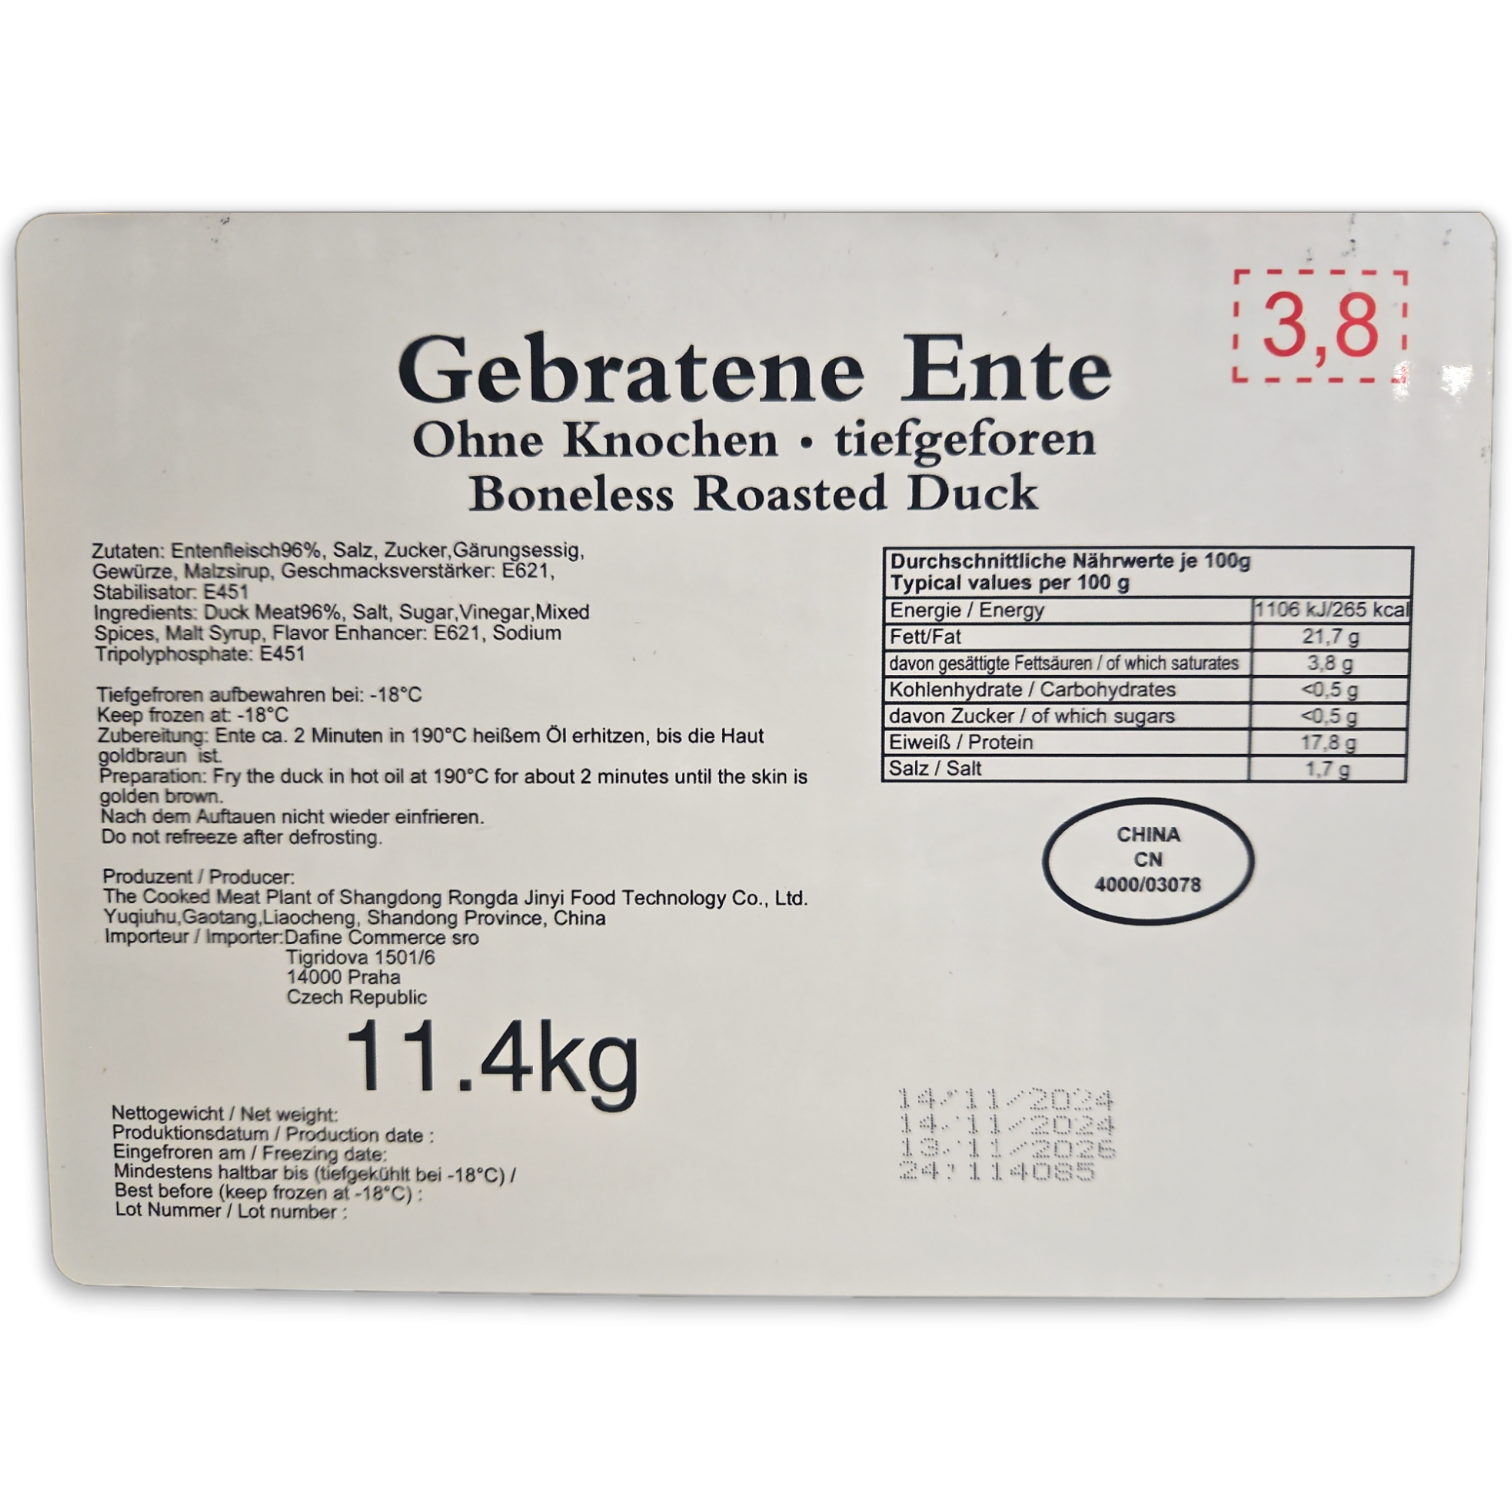 3,8
Gebratene Ente
Ohne Knochen • tiefgeforen
Boneless Roasted Duck
Zutaten: Entenfleisch96%, Salz, Zucker,Gärungsessig,
Gewürze, Malzsirup, Geschmacksverstärker: E621,
Stabilisator: E451
Ingredients: Duck Meat96%, Salt, Sugar,Vinegar,Mixed
Spices, Malt Syrup, Flavor Enhancer: E621, Sodium
Tripolyphosphate: E451
Tiefgefroren aufbewahren bei: -18°C
Keep frozen at: -18°C
Zubereitung: Ente ca. 2 Minuten in 190°C heißem Öl erhitzen, bis die Haut
goldbraun ist.
Preparation: Fry the duck in hot oil at 190°C for about 2 minutes until the skin is
golden brown.
Nach dem Auftauen nicht wieder einfrieren.
Do not refreeze after defrosting.
Produzent / Producer:
The Cooked Meat Plant of Shangdong Rongda Jinyi Food Technology Co., Ltd.
Yuqiuhu,Gaotang,Liaocheng, Shandong Province, China
Importeur / Importer:Dafine Commerce sro
Tigridova 1501/6
14000 Praha
Czech Republic
11.4kg
Nettogewicht / Net weight:
Produktionsdatum / Production date :
Eingefroren am / Freezing date:
Mindestens haltbar bis (tiefgekühlt bei -18°C) /
Best before (keep frozen at -18°C) :
Lot Nummer / Lot number :
Durchschnittliche Nährwerte je 100g
Typical values per 100 g
Energie / Energy 1106 kJ/265 kcal
Fett/Fat 21,7 g
davon gesättigte Fettsäuren / of which saturates 3,8 g
Kohlenhydrate / Carbohydrates <0,5 g
davon Zucker / of which sugars <0,5 g
Eiweiß / Protein 17,8 g
Salz / Salt 1,7 g
CHINA
CN
4000/03078
14/11/2024
14/11/2024
13/11/2026